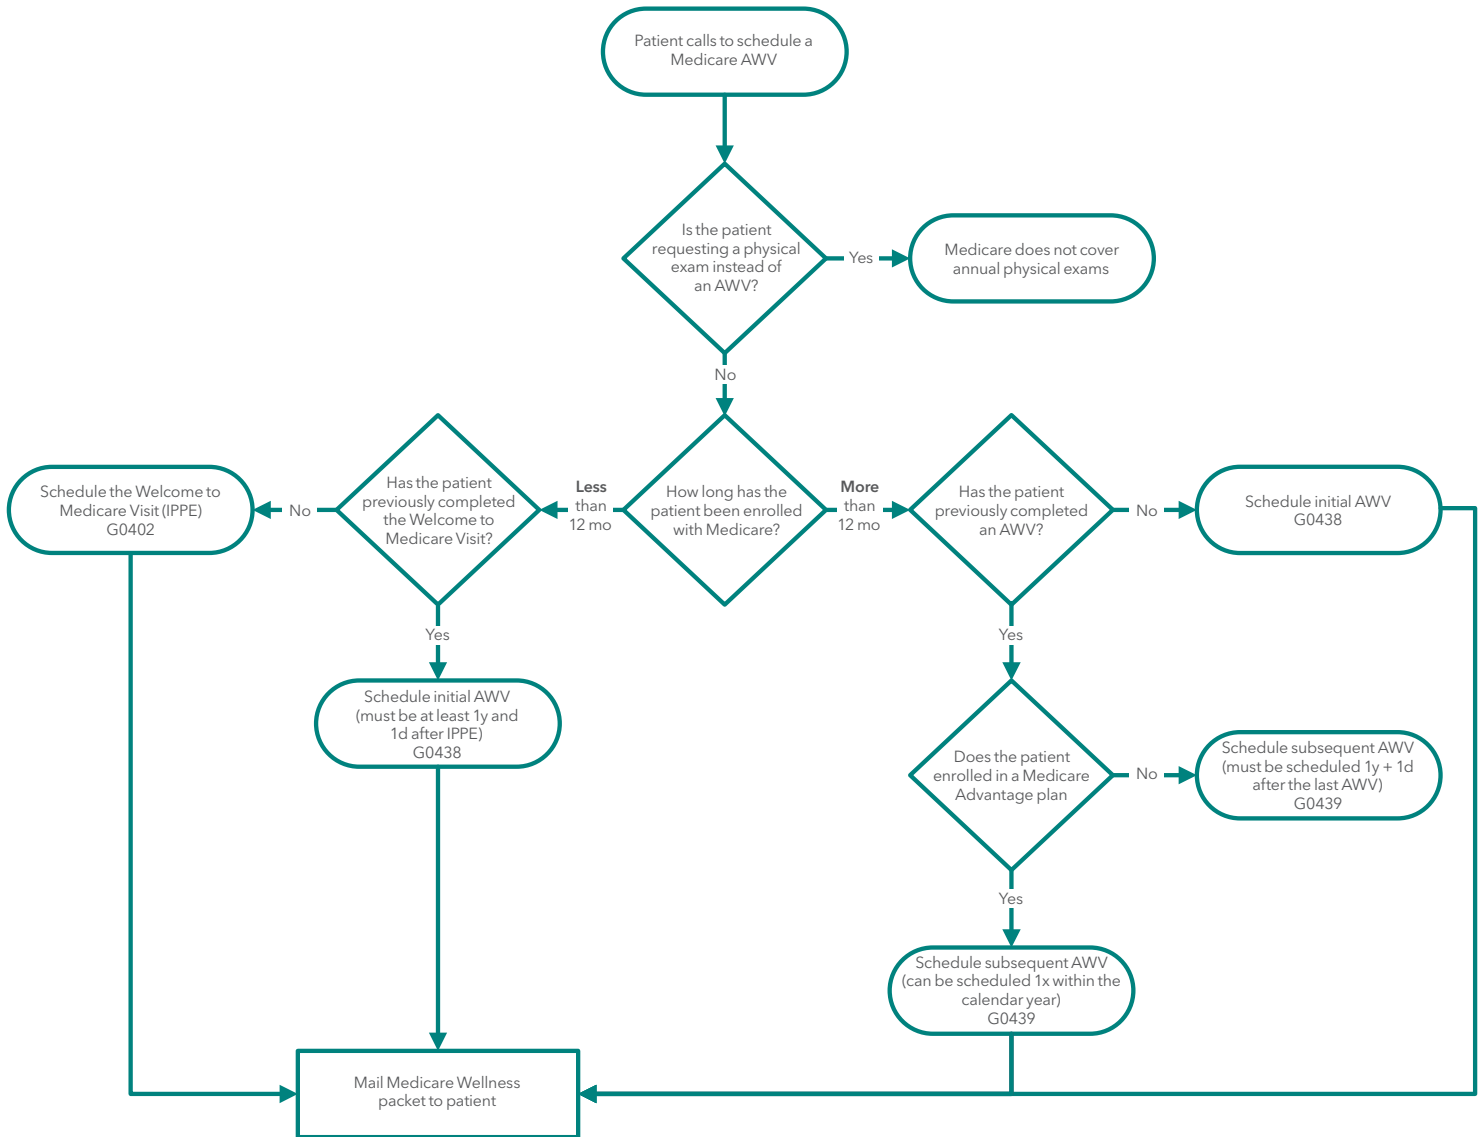 Patient calls to schedule a
Medicare AWV
Is the patient
requesting a physical
exam instead of
an AWV?
Yes
Medicare does not cover
annual physical exams
No
Schedule the Welcome to
Medicare Visit (IPPE)
G0402
No
Has the patient
previously completed
the Welcome to
Medicare Visit?
Less
than
12 mo
How long has the
patient been enrolled
with Medicare?
More
than
12 mo
Has the patient
previously completed
an AWV?
No
Schedule initial AWV
G0438
Yes
Yes
Schedule initial AWV
(must be at least 1y and
1d after IPPE)
G0438
Does the patient
enrolled in a Medicare
Advantage plan
No
Schedule subsequent AWV
(must be scheduled 1y + 1d
after the last AWV)
G0439
Yes
Schedule subsequent AWV
(can be scheduled 1x within the
calendar year)
G0439
Mail Medicare Wellness
packet to patient